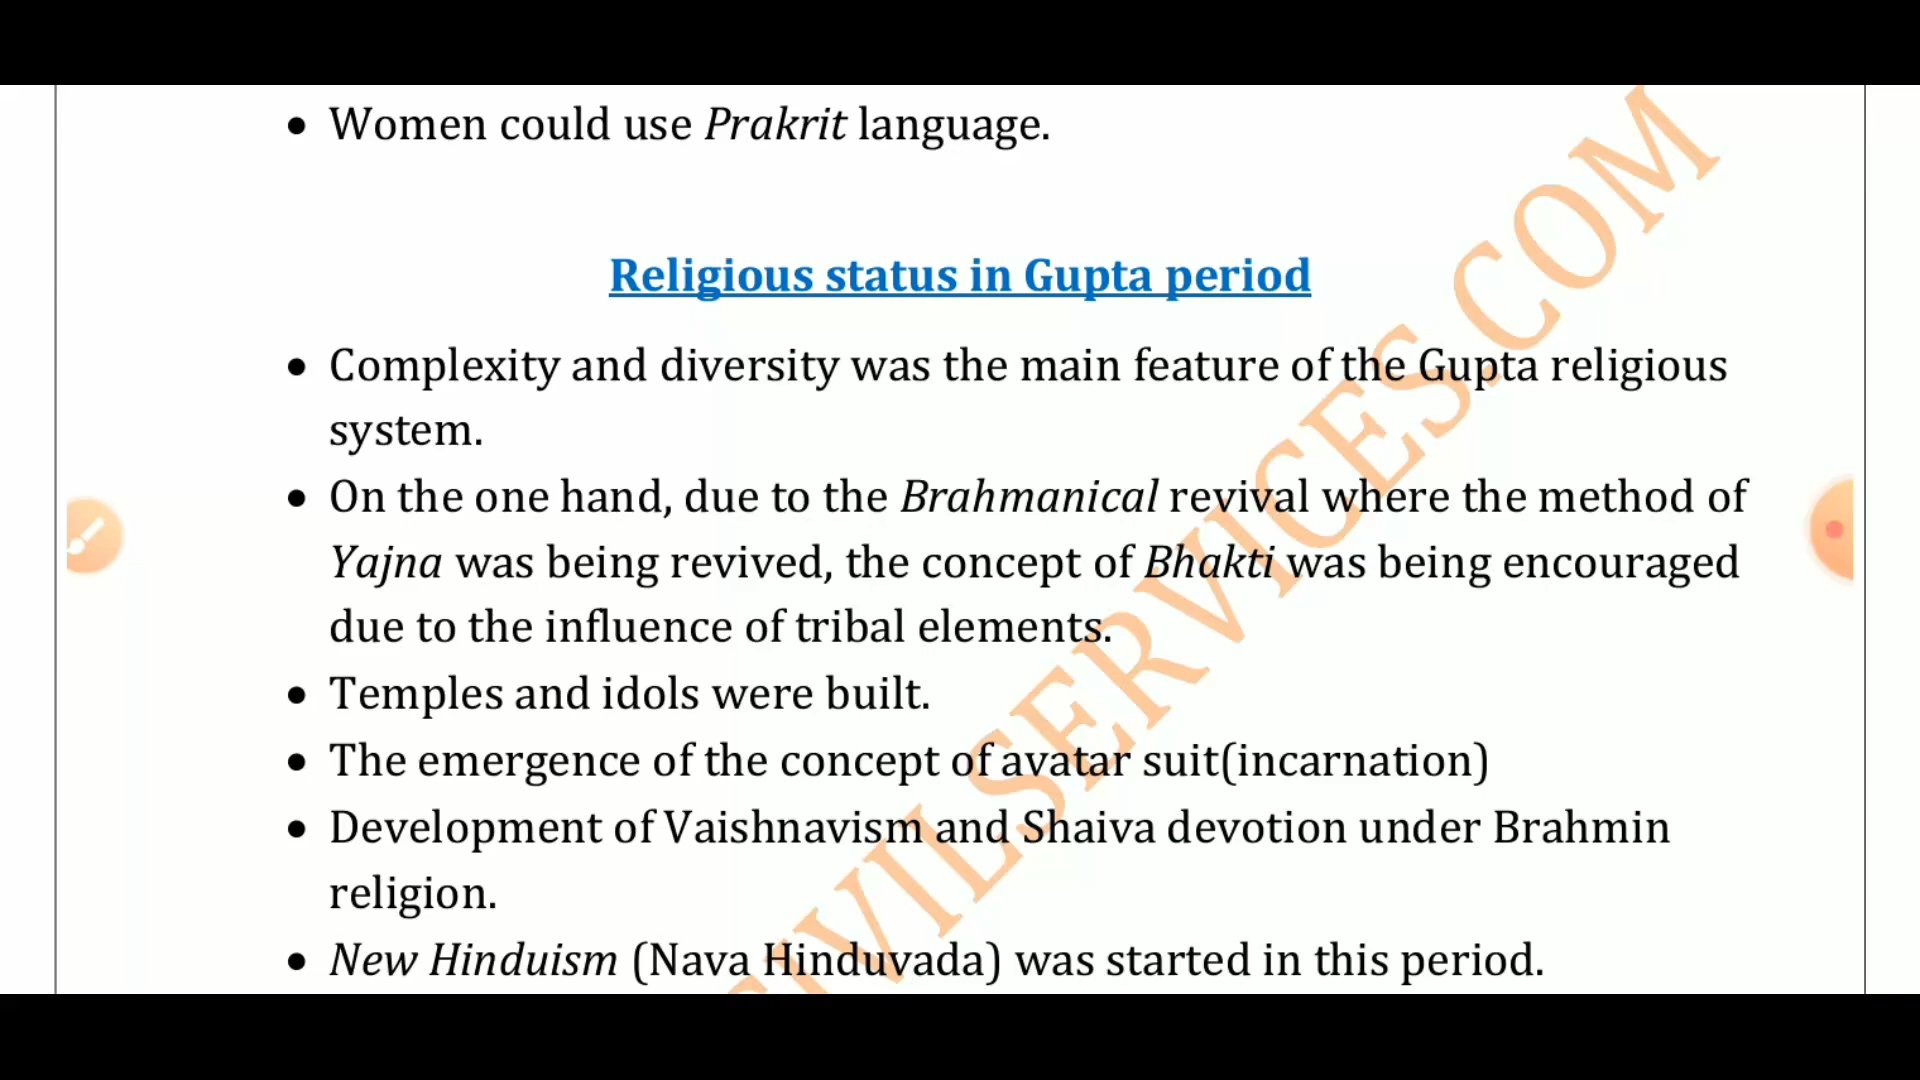 • Women could use Prakrit language.
Religious status in Gupta period
• Complexity and diversity was the main feature of the Gupta religious
system.
• On the one hand, due to the Brahmanical revival where the method of
Yajna was being revived, the concept of Bhakti was being encouraged
due to the influence of tribal elements.
• Temples and idols were built.
• The emergence of the concept of avatar suit(incarnation)
• Development of Vaishnavism and Shaiva devotion under Brahmin
religion.
• New Hinduism (Nava Hinduvada) was started in this period.
CIVILSERVICES.COM